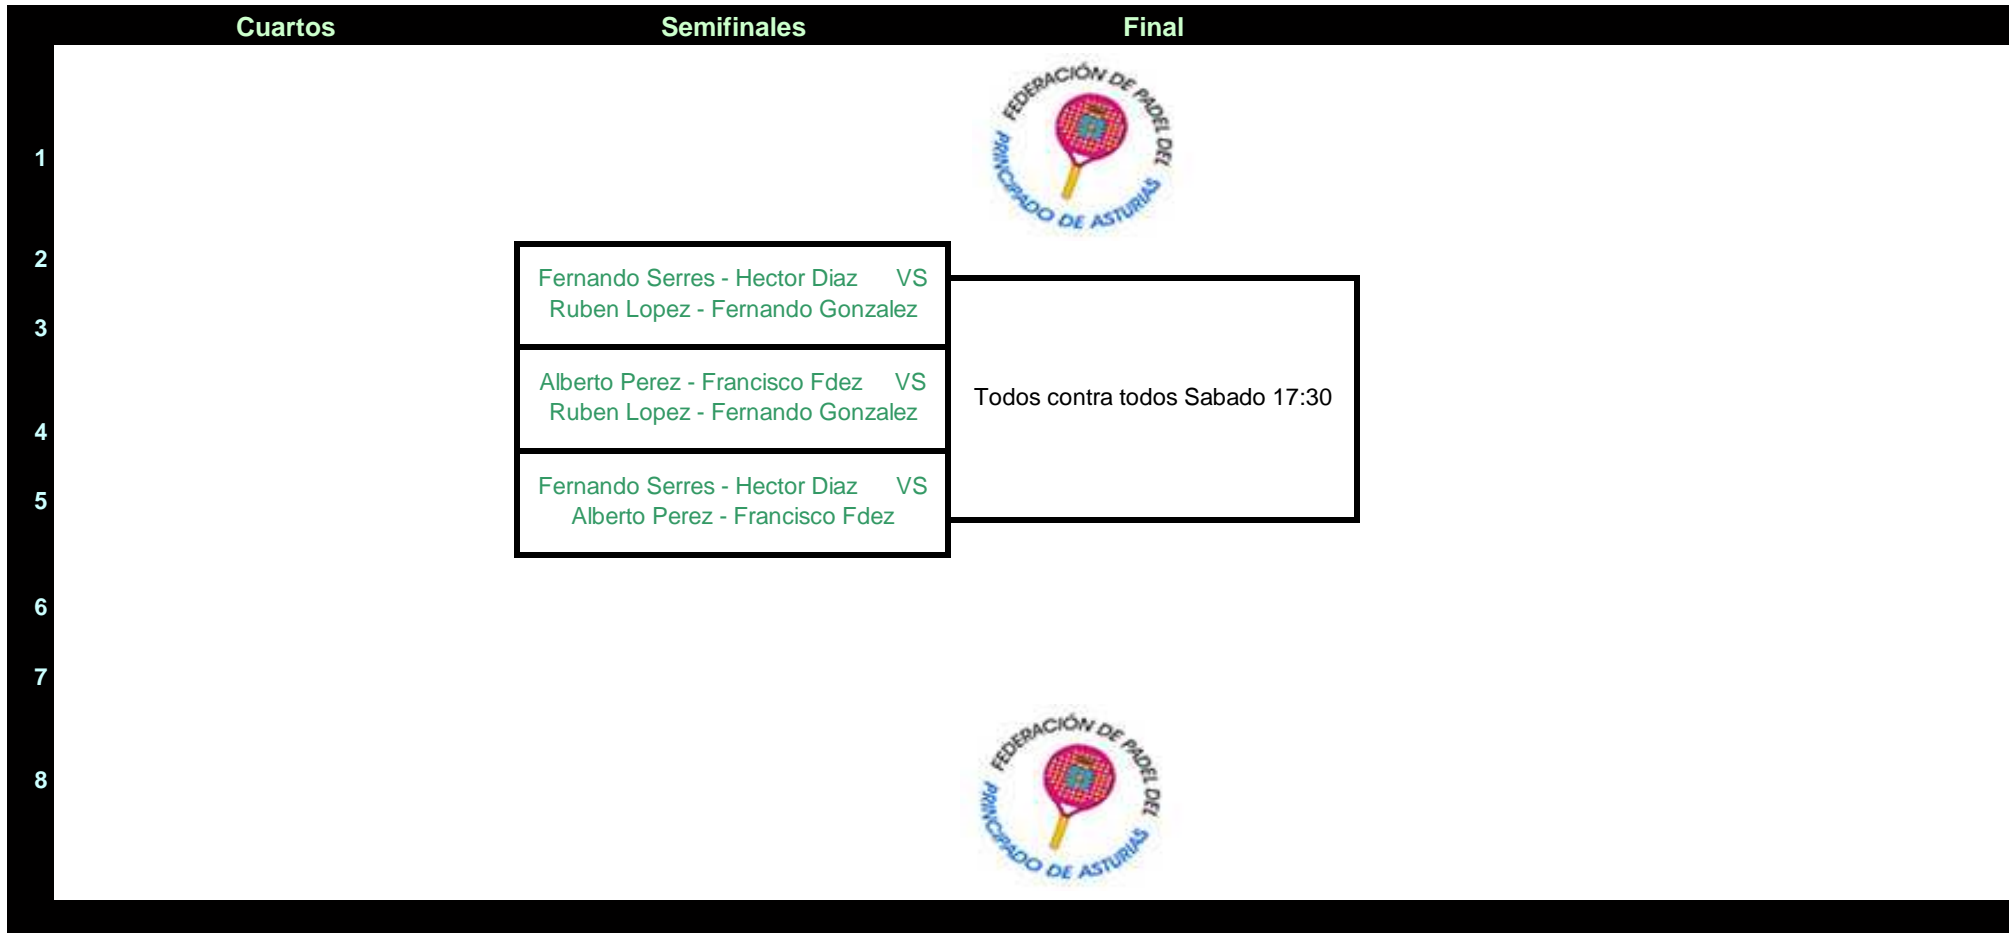 Cuartos Semifinales Final
FEDERACIÓN DE PADEL DEL
PRINCIPADO DE ASTURIAS
1
2
Fernando Serres - Hector Diaz VS
Ruben Lopez - Fernando Gonzalez
3
Alberto Perez - Francisco Fdez VS
Ruben Lopez - Fernando Gonzalez
Todos contra todos Sabado 17:30
4
Fernando Serres - Hector Diaz VS
Alberto Perez - Francisco Fdez
5
6
7
FEDERACIÓN DE PADEL DEL
PRINCIPADO DE ASTURIAS
8